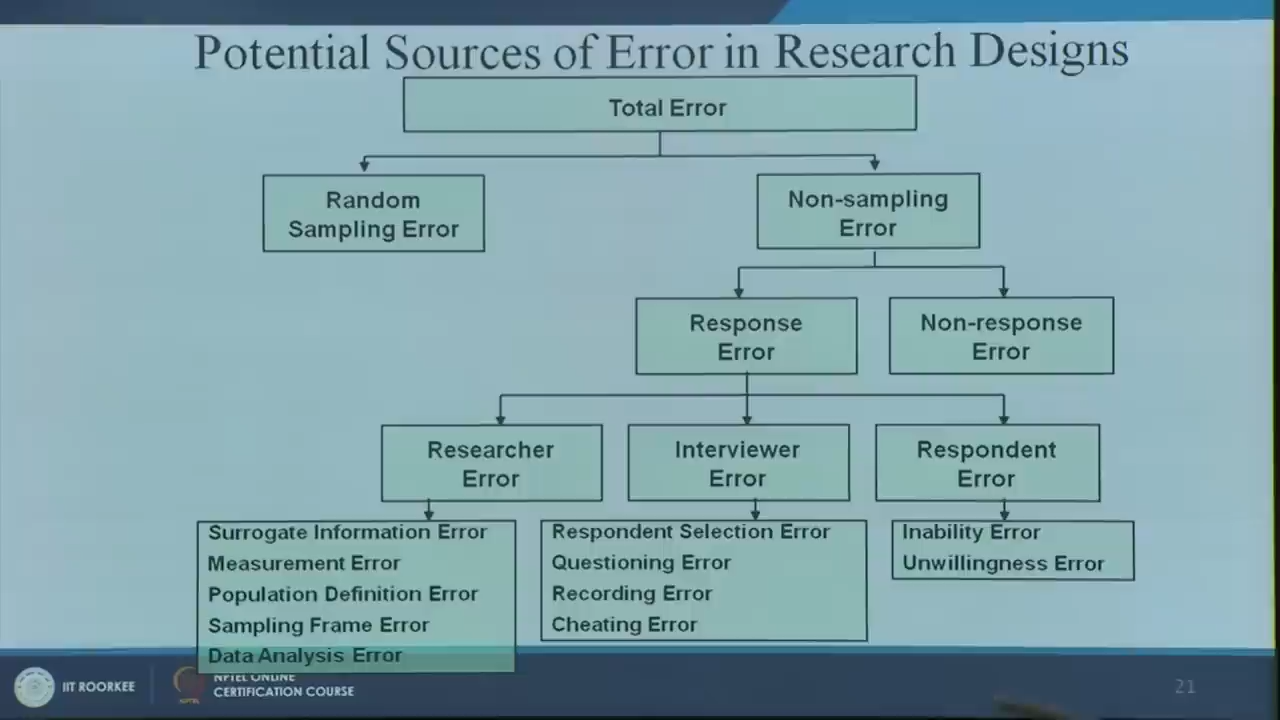 Potential Sources of Error in Research Designs
Total Error
Random
Sampling Error
Non-sampling
Error
Response
Error
Non-response
Error
Researcher
Error
Interviewer
Error
Respondent
Error
Surrogate Information Error
Measurement Error
Population Definition Error
Sampling Frame Error
Data Analysis Error
Respondent Selection Error
Questioning Error
Recording Error
Cheating Error
Inability Error
Unwillingness Error
IIT ROORKEE
NPTEL
NPTEL ONLINE
CERTIFICATION COURSE
21